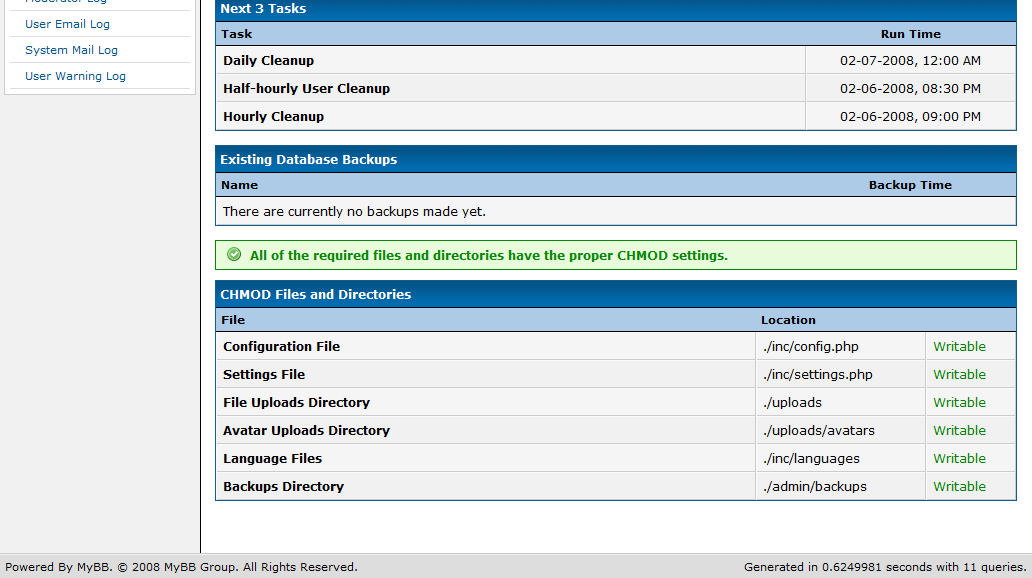 Moderator Log
User Email Log
System Mail Log
User Warning Log
Next 3 Tasks
Task Run Time
Daily Cleanup 02-07-2008, 12:00 AM
Half-hourly User Cleanup 02-06-2008, 08:30 PM
Hourly Cleanup 02-06-2008, 09:00 PM
Existing Database Backups
Name Backup Time
There are currently no backups made yet.
All of the required files and directories have the proper CHMOD settings.
CHMOD Files and Directories
File Location
Configuration File ./inc/config.php Writable
Settings File ./inc/settings.php Writable
File Uploads Directory ./uploads Writable
Avatar Uploads Directory ./uploads/avatars Writable
Language Files ./inc/languages Writable
Backups Directory ./admin/backups Writable
Powered By MyBB. © 2008 MyBB Group. All Rights Reserved. Generated in 0.6249981 seconds with 11 queries.